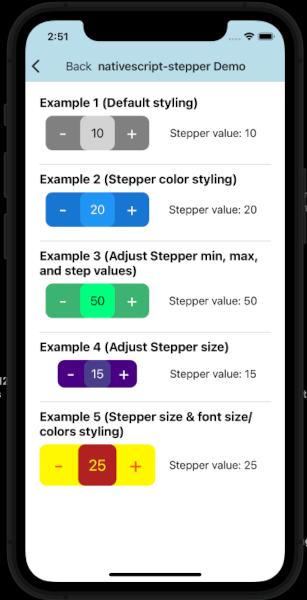 2:51
Back nativescript-stepper Demo
Example 1 (Default styling)
- 10 + Stepper value: 10
Example 2 (Stepper color styling)
- 20 + Stepper value: 20
Example 3 (Adjust Stepper min, max,
and step values)
- 50 + Stepper value: 50
Example 4 (Adjust Stepper size)
- 15 + Stepper value: 15
Example 5 (Stepper size & font size/
colors styling)
- 25 + Stepper value: 25